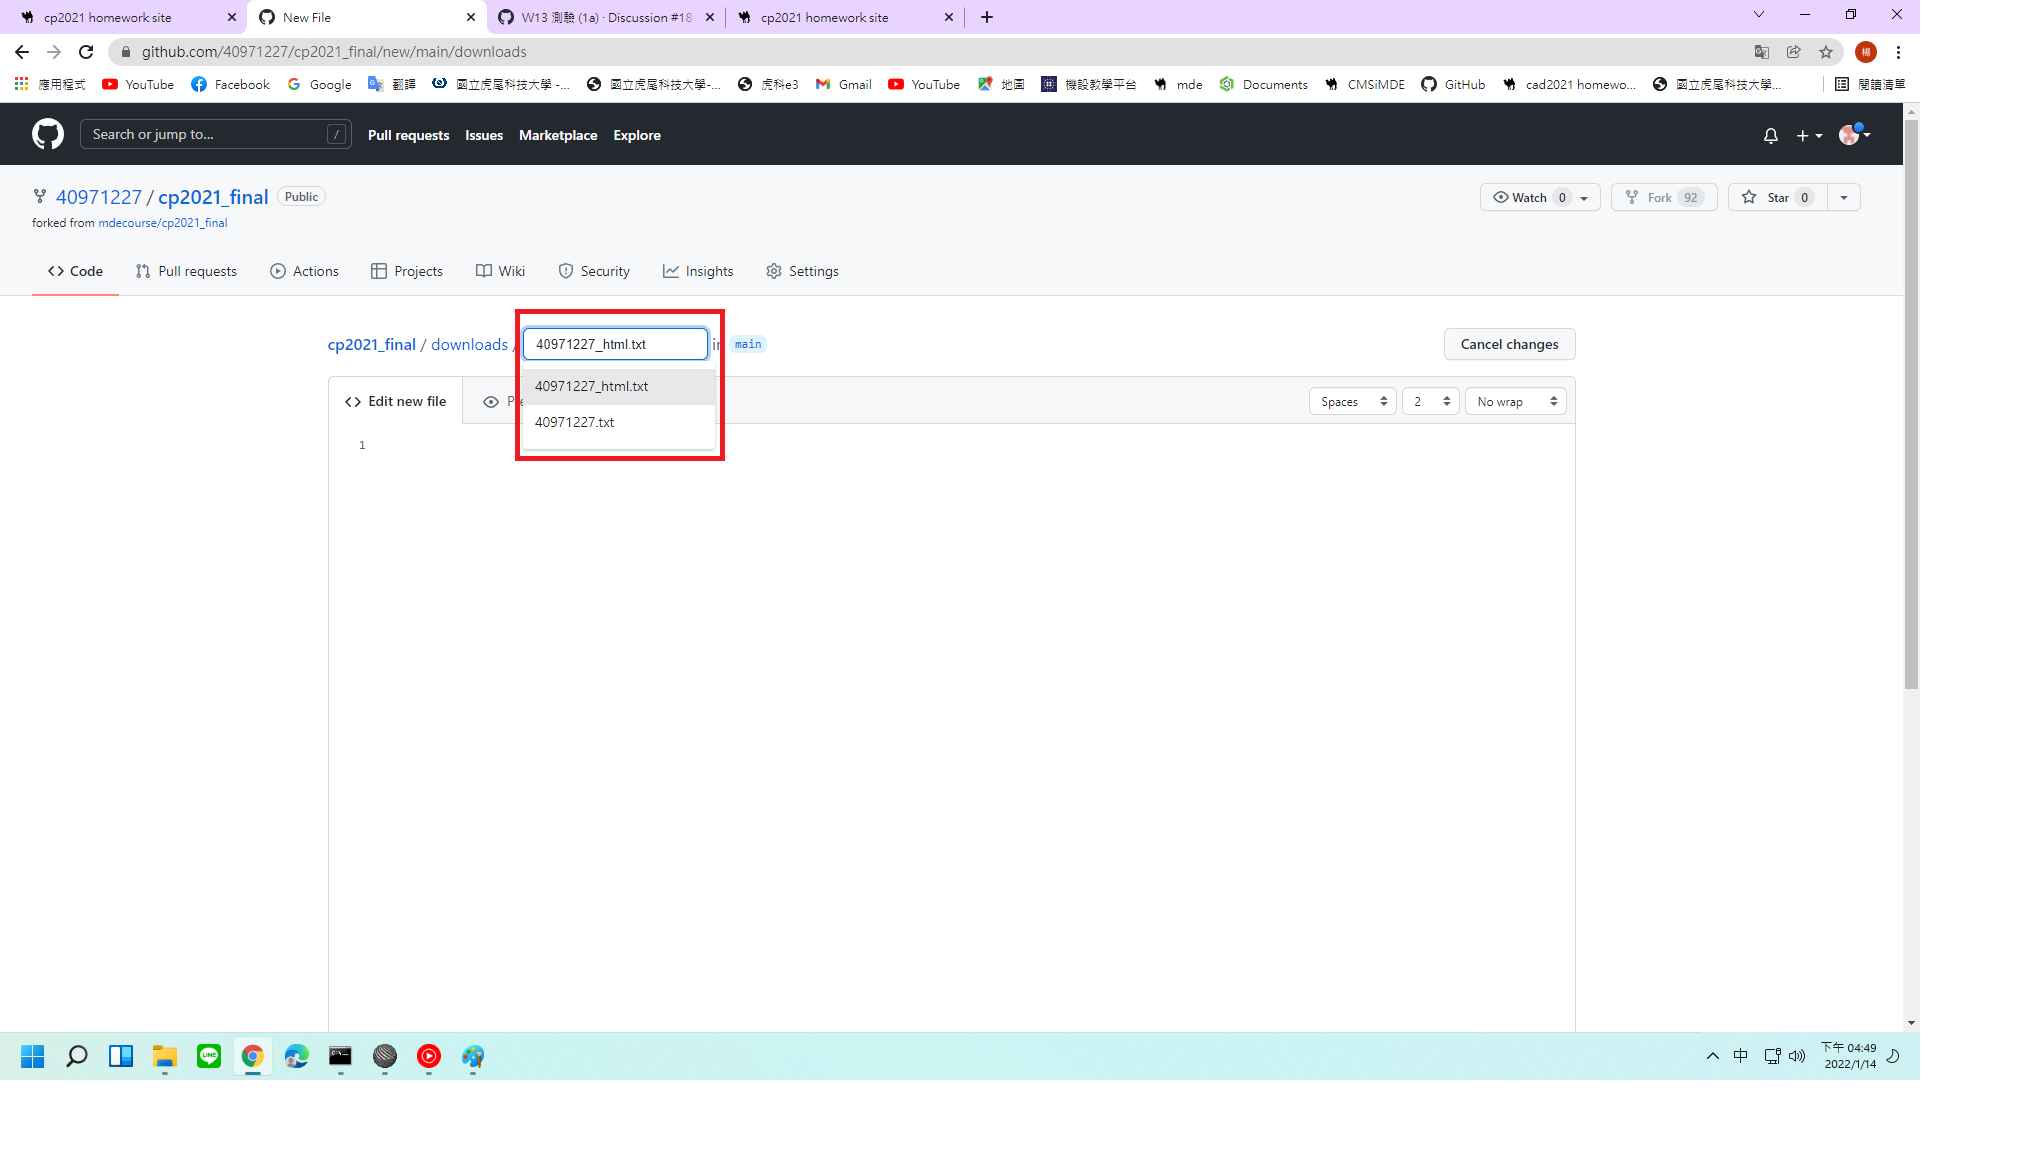 cp2021 homework site
New File
W13 測驗 (1a) · Discussion #18
cp2021 homework site
github.com/40971227/cp2021_final/new/main/downloads
楊
應用程式 YouTube Facebook Google 翻譯 國立虎尾科技大學 -... 國立虎尾科技大學-... 虎科e3 Gmail YouTube 地圖 機設教學平台 mde Documents CMSiMDE GitHub cad2021 homewo... 國立虎尾科技大學... 閱讀清單
Search or jump to... / Pull requests Issues Marketplace Explore
40971227 / cp2021_final Public
Watch 0 Fork 92 Star 0
forked from mdecourse/cp2021_final
Code Pull requests Actions Projects Wiki Security Insights Settings
cp2021_final / downloads / 40971227_html.txt in main Cancel changes
40971227_html.txt
Edit new file Spaces 2 No wrap
40971227.txt
1
LINE
中
下午 04:49
2022/1/14